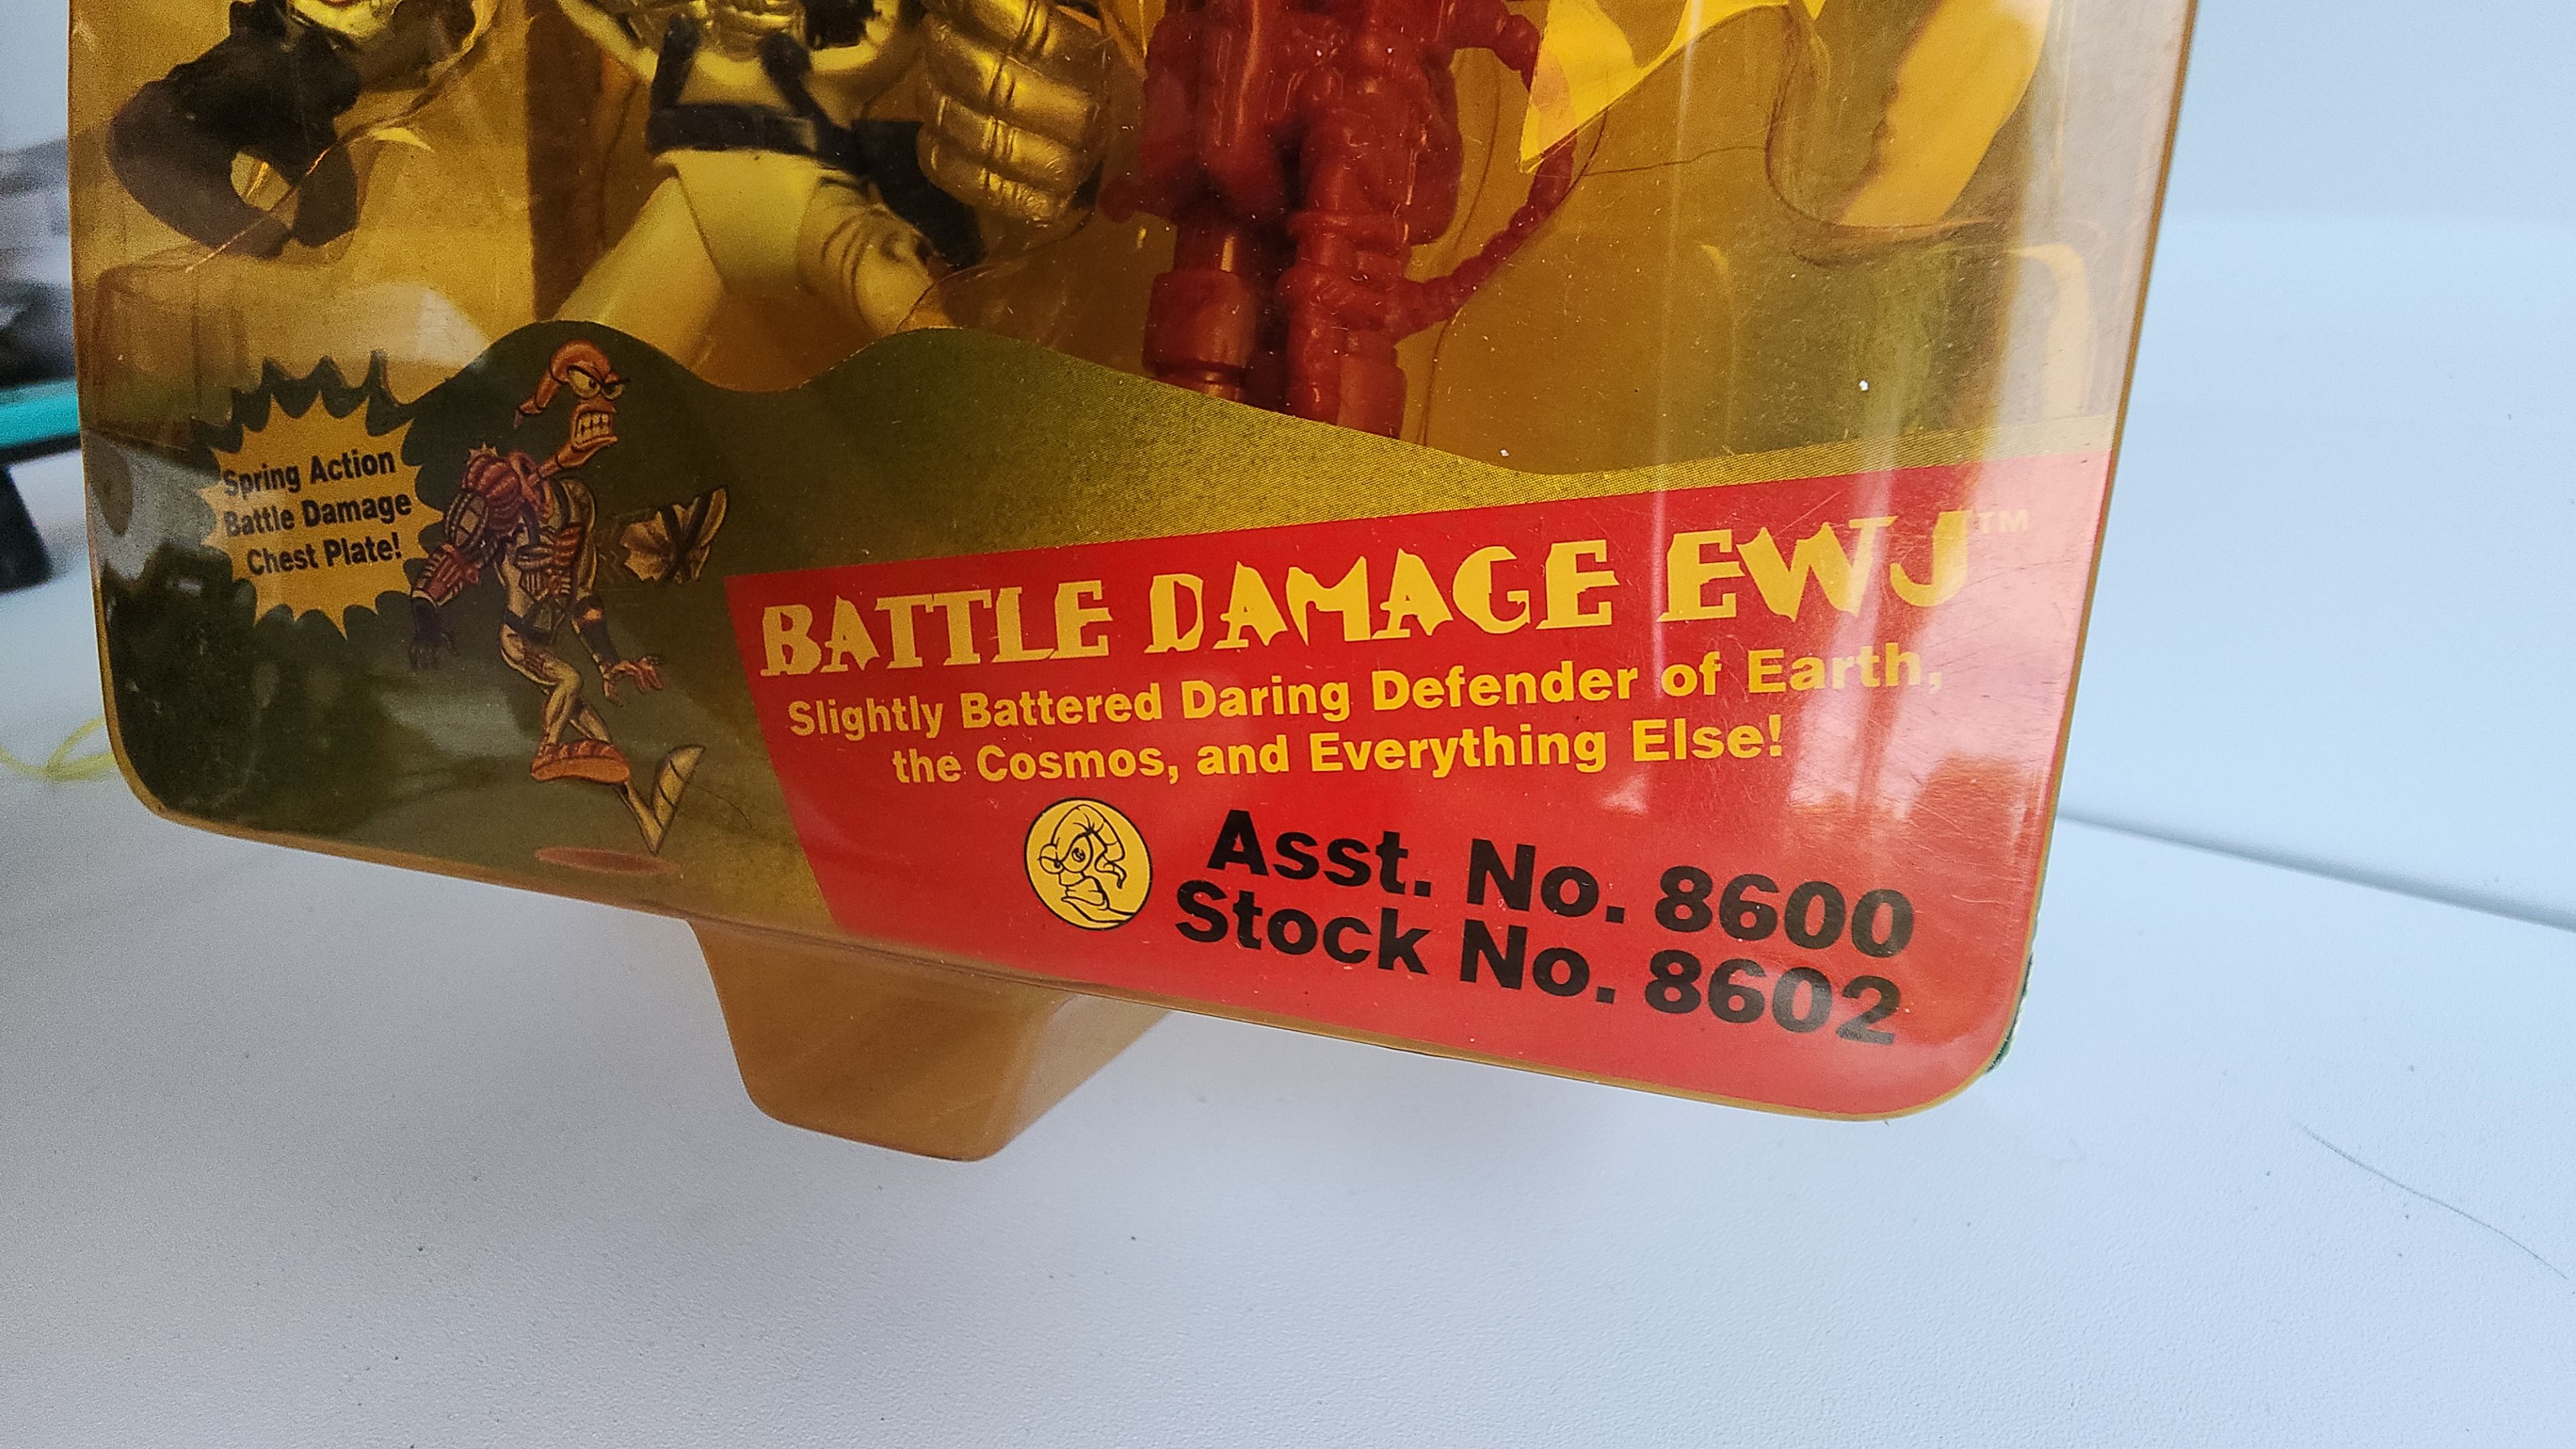 Spring Action
Battle Damage
Chest Plate!
BATTLE DAMAGE EWJ™
Slightly Battered Daring Defender of Earth,
the Cosmos, and Everything Else!
Asst. No. 8600
Stock No. 8602